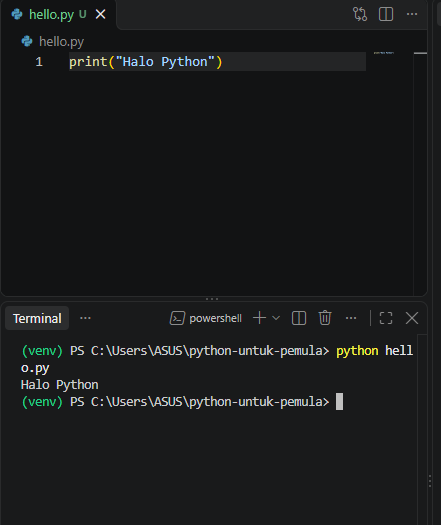 hello.py U
hello.py
1 print("Halo Python")
Terminal powershell
(venv) PS C:\Users\ASUS\python-untuk-pemula> python hell
o.py
Halo Python
(venv) PS C:\Users\ASUS\python-untuk-pemula>